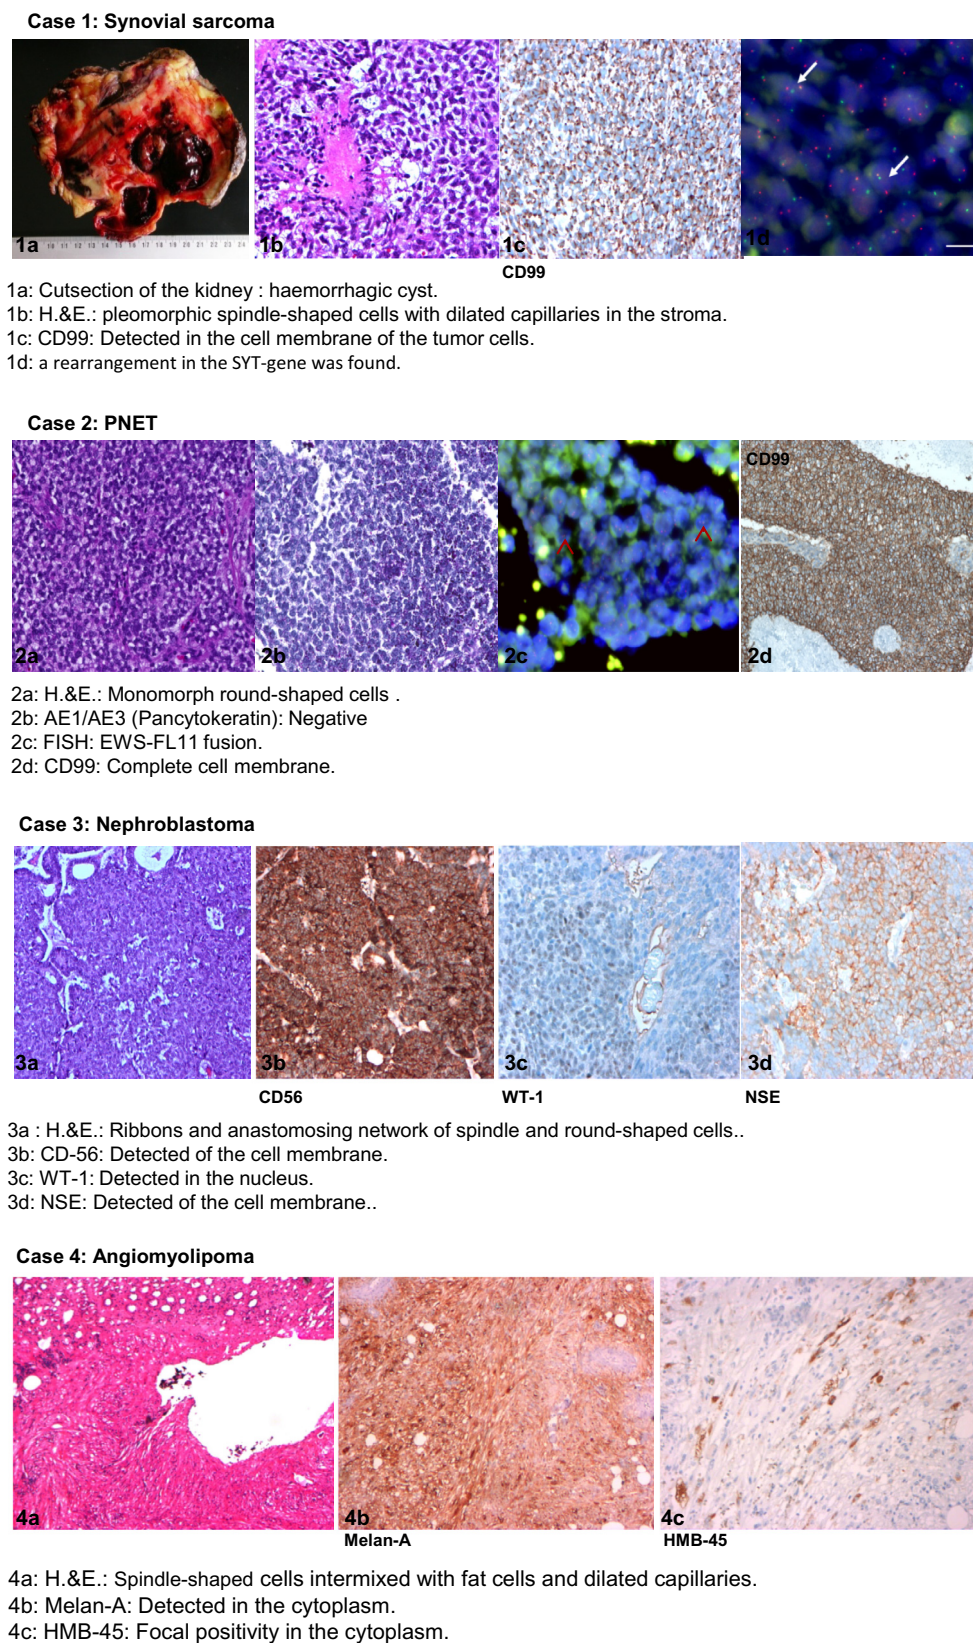 Case 1: Synovial sarcoma
1a
1b
1c
1d
CD99
1a: Cutsection of the kidney : haemorrhagic cyst.
1b: H.&E.: pleomorphic spindle-shaped cells with dilated capillaries in the stroma.
1c: CD99: Detected in the cell membrane of the tumor cells.
1d: a rearrangement in the SYT-gene was found.
Case 2: PNET
CD99
2a
2b
2c
2d
2a: H.&E.: Monomorph round-shaped cells .
2b: AE1/AE3 (Pancytokeratin): Negative
2c: FISH: EWS-FL11 fusion.
2d: CD99: Complete cell membrane.
Case 3: Nephroblastoma
3a
3b
3c
3d
CD56
WT-1
NSE
3a : H.&E.: Ribbons and anastomosing network of spindle and round-shaped cells..
3b: CD-56: Detected of the cell membrane.
3c: WT-1: Detected in the nucleus.
3d: NSE: Detected of the cell membrane..
Case 4: Angiomyolipoma
4a
4b
4c
Melan-A
HMB-45
4a: H.&E.: Spindle-shaped cells intermixed with fat cells and dilated capillaries.
4b: Melan-A: Detected in the cytoplasm.
4c: HMB-45: Focal positivity in the cytoplasm.